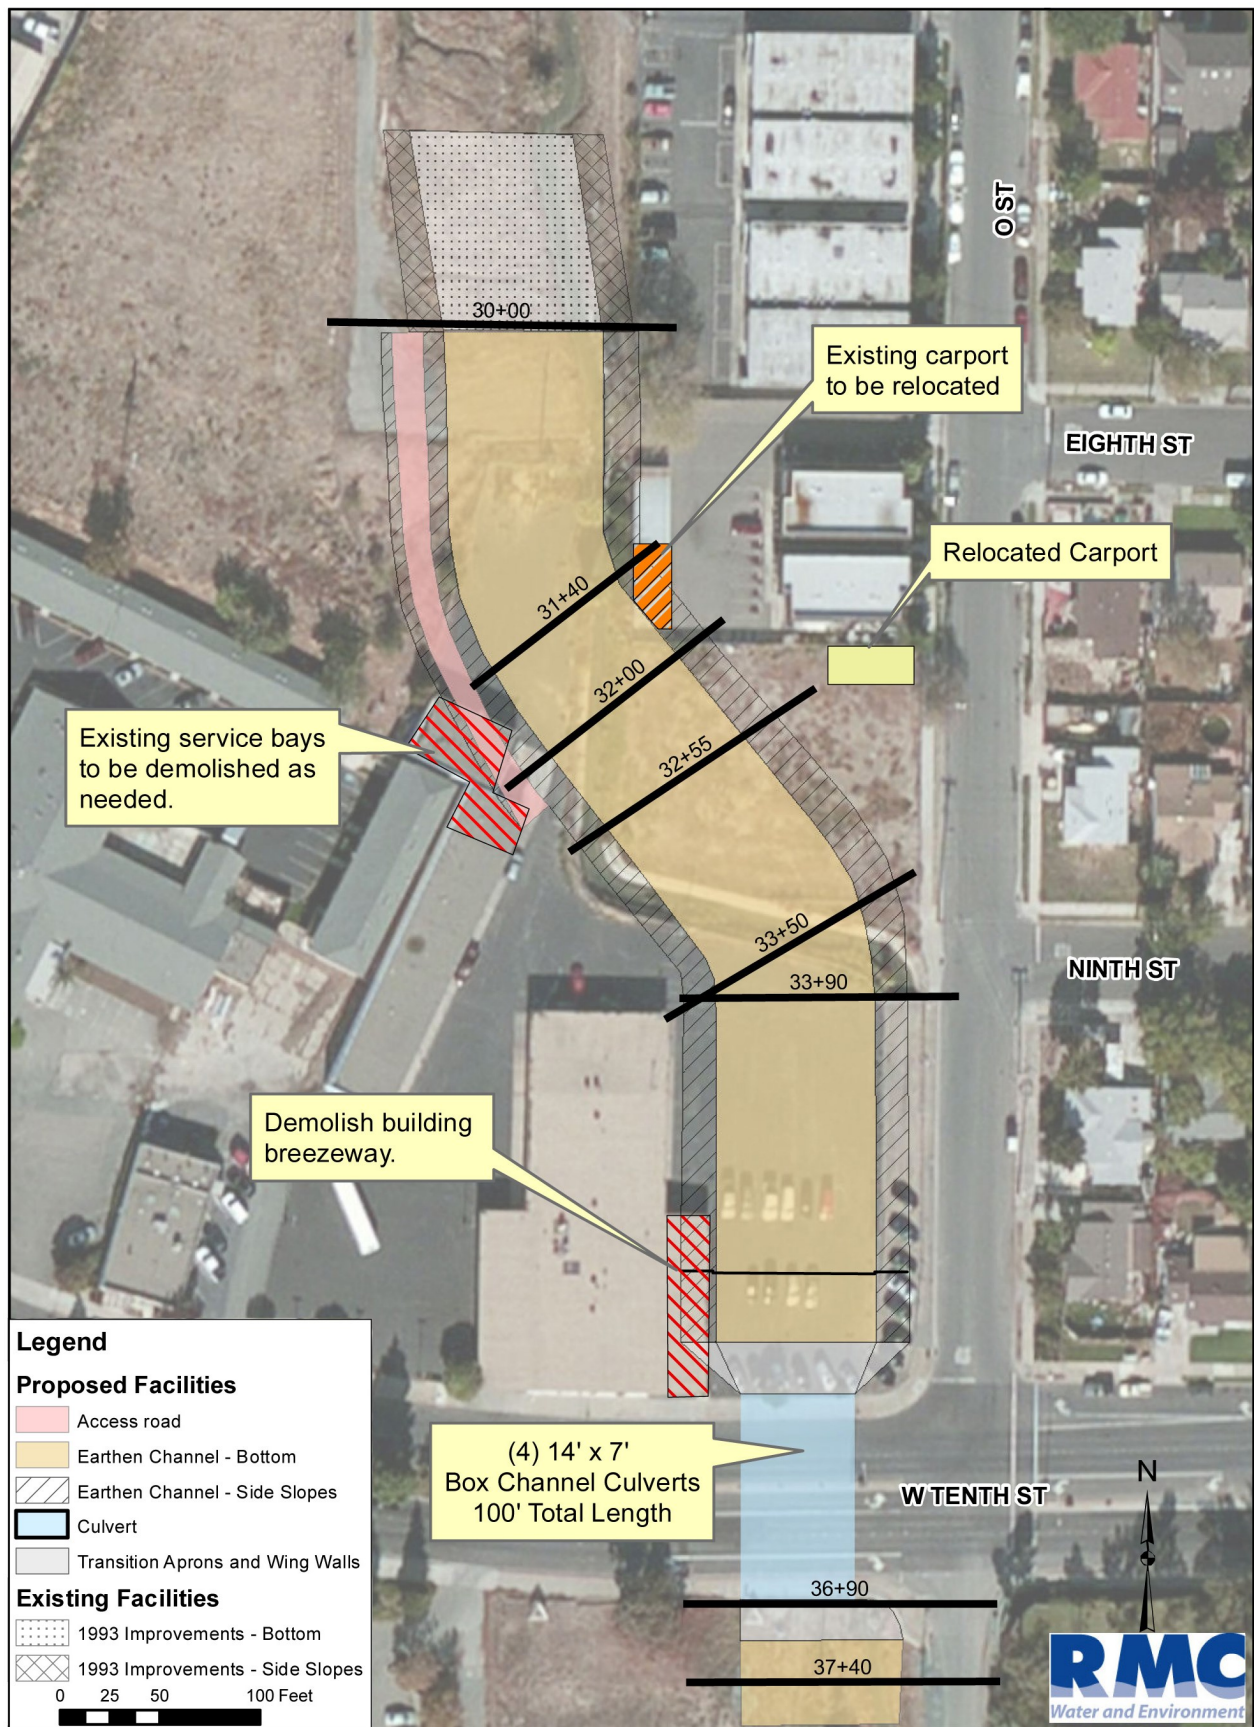 O ST
30+00
Existing carport
to be relocated
EIGHTH ST
Relocated Carport
31+40
32+00
32+55
Existing service bays
to be demolished as
needed.
33+50
33+90
NINTH ST
Demolish building
breezeway.
(4) 14' x 7'
Box Channel Culverts
100' Total Length
W TENTH ST
36+90
37+40
Legend
Proposed Facilities
Access road
Earthen Channel - Bottom
Earthen Channel - Side Slopes
Culvert
Transition Aprons and Wing Walls
Existing Facilities
1993 Improvements - Bottom
1993 Improvements - Side Slopes
0 25 50 100 Feet
N
RMC
Water and Environment